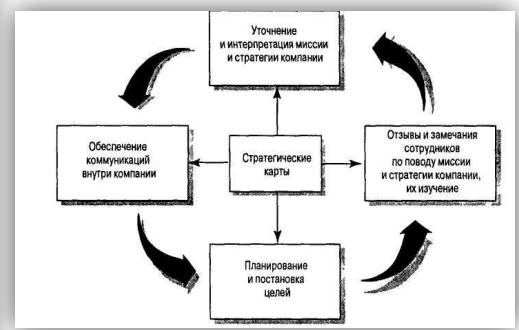 Уточнение
и интерпретация миссии
и стратегии компании
Обеспечение
коммуникаций
внутри компании
Стратегические
карты
Отзывы и замечания
сотрудников
по поводу миссии
и стратегии компании,
их изучение
Планирование
и постановка
целей